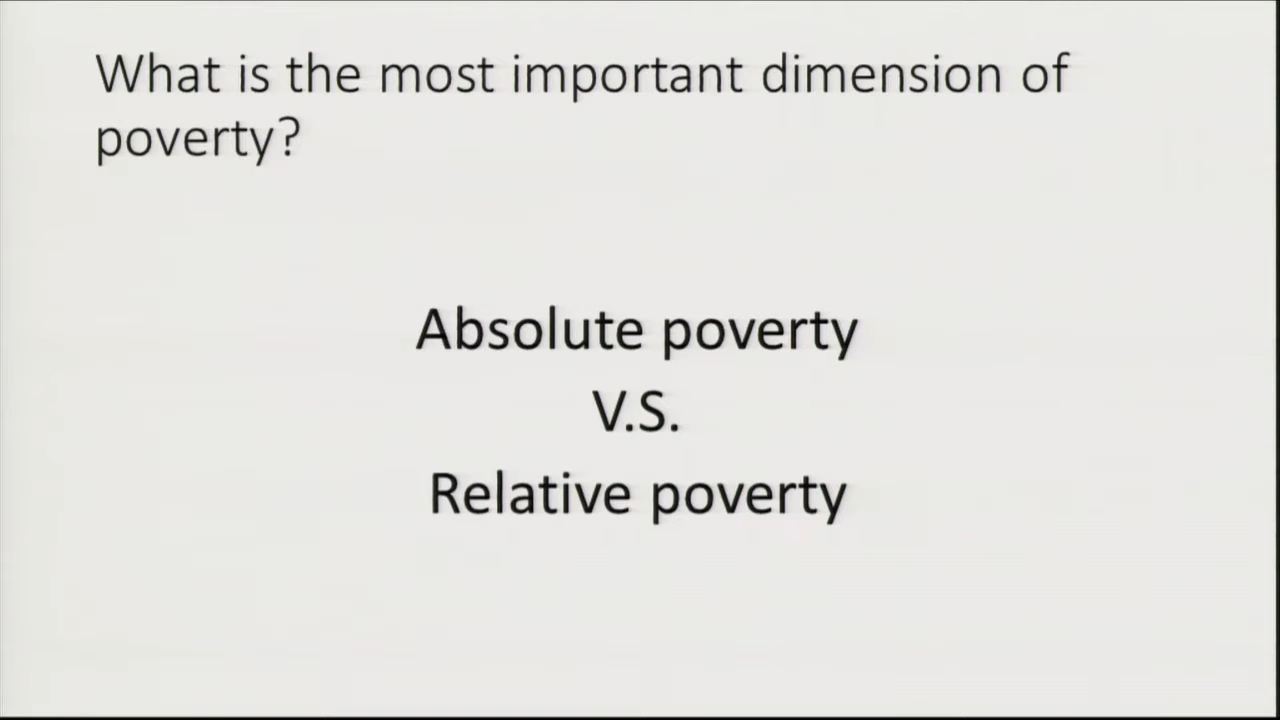 What is the most important dimension of
poverty?
Absolute poverty
V.S.
Relative poverty